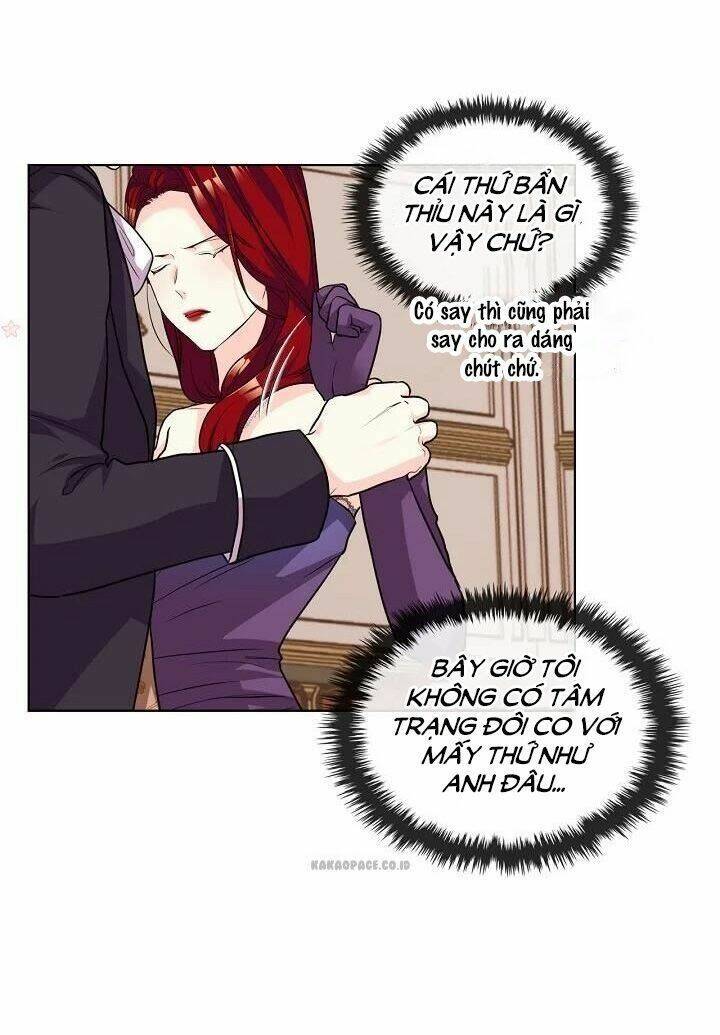 CÁI THỨ BẨN
THỈU NÀY LÀ GÌ
VẬY CHỨ?
Có say thì cũng phải
say cho ra dáng
chút chứ.
BÂY GIỜ TÔI
KHÔNG CÓ TÂM
TRẠNG ĐÔI CO VỚI
MẤY THỨ NHƯ
ANH ĐÂU...
KAKAOPACE.CO.ID